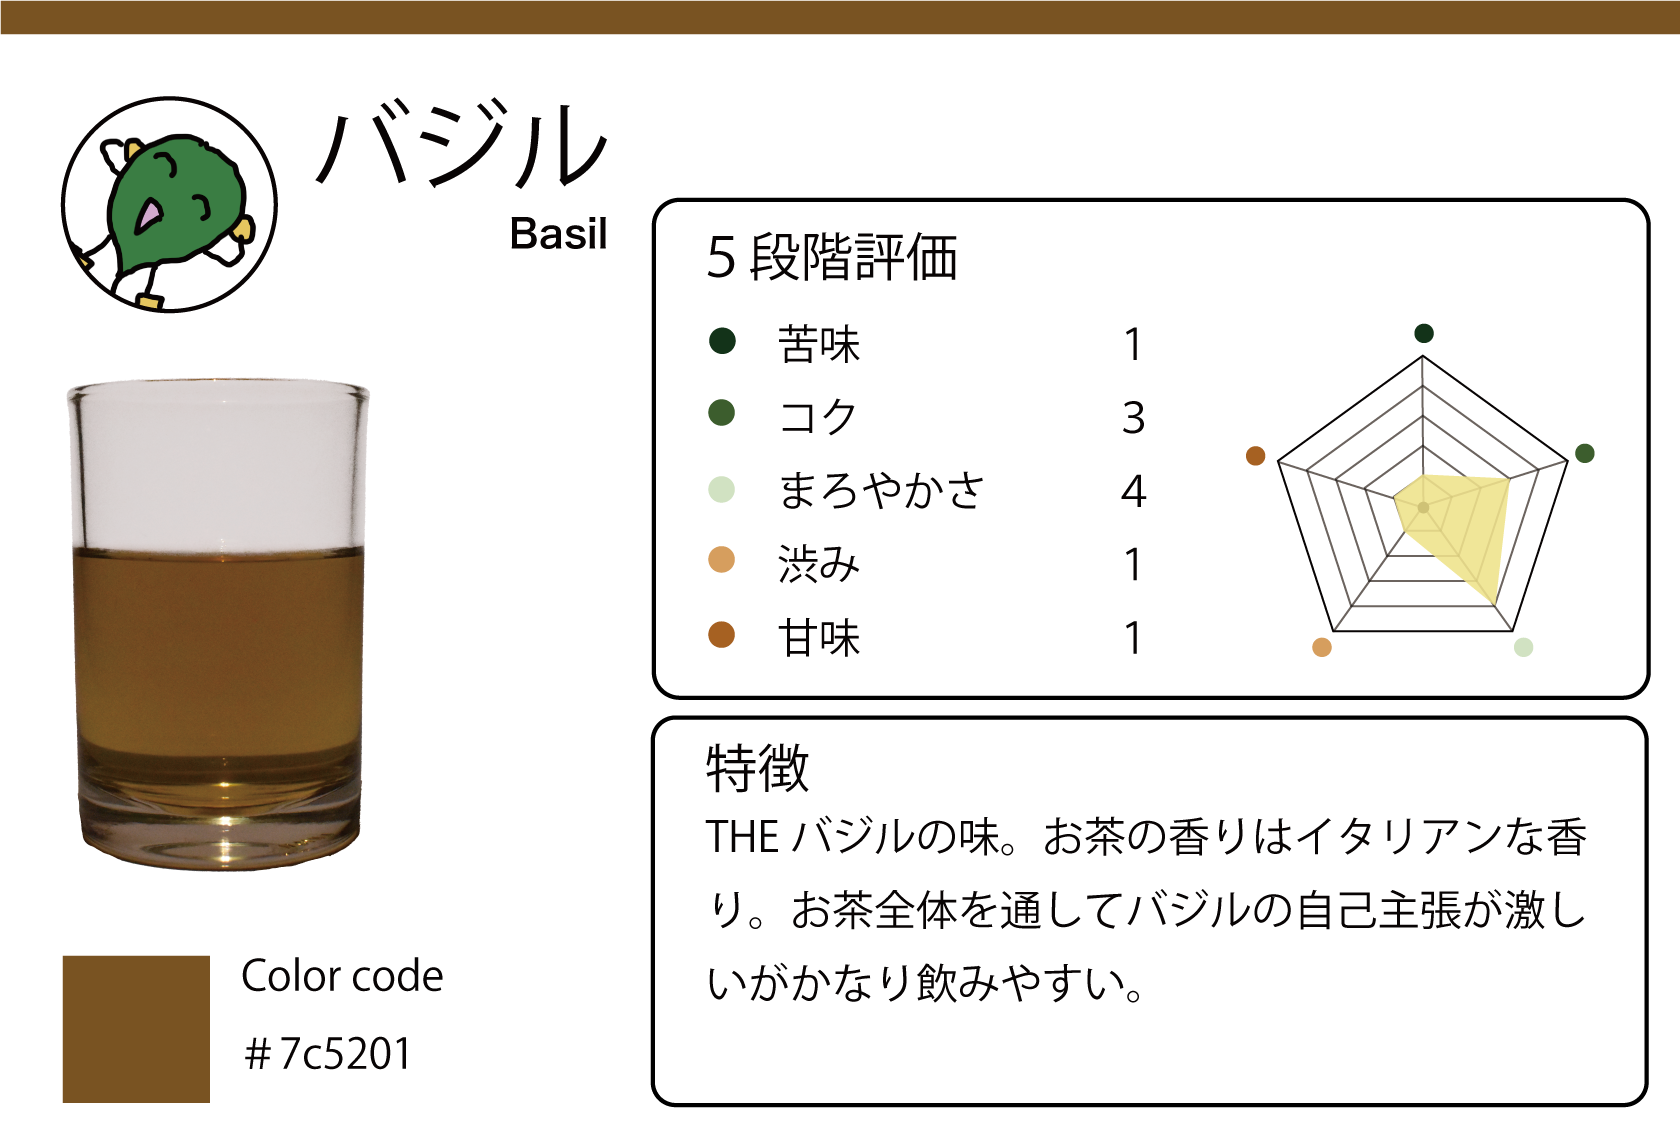 バジル
Basil
5 段階評価
苦味 1
コク 3
まろやかさ 4
渋み 1
甘味 1
特徴
THE バジルの味。お茶の香りはイタリアンな香
り。お茶全体を通してバジルの自己主張が激し
いがかなり飲みやすい。
Color code
# 7c5201